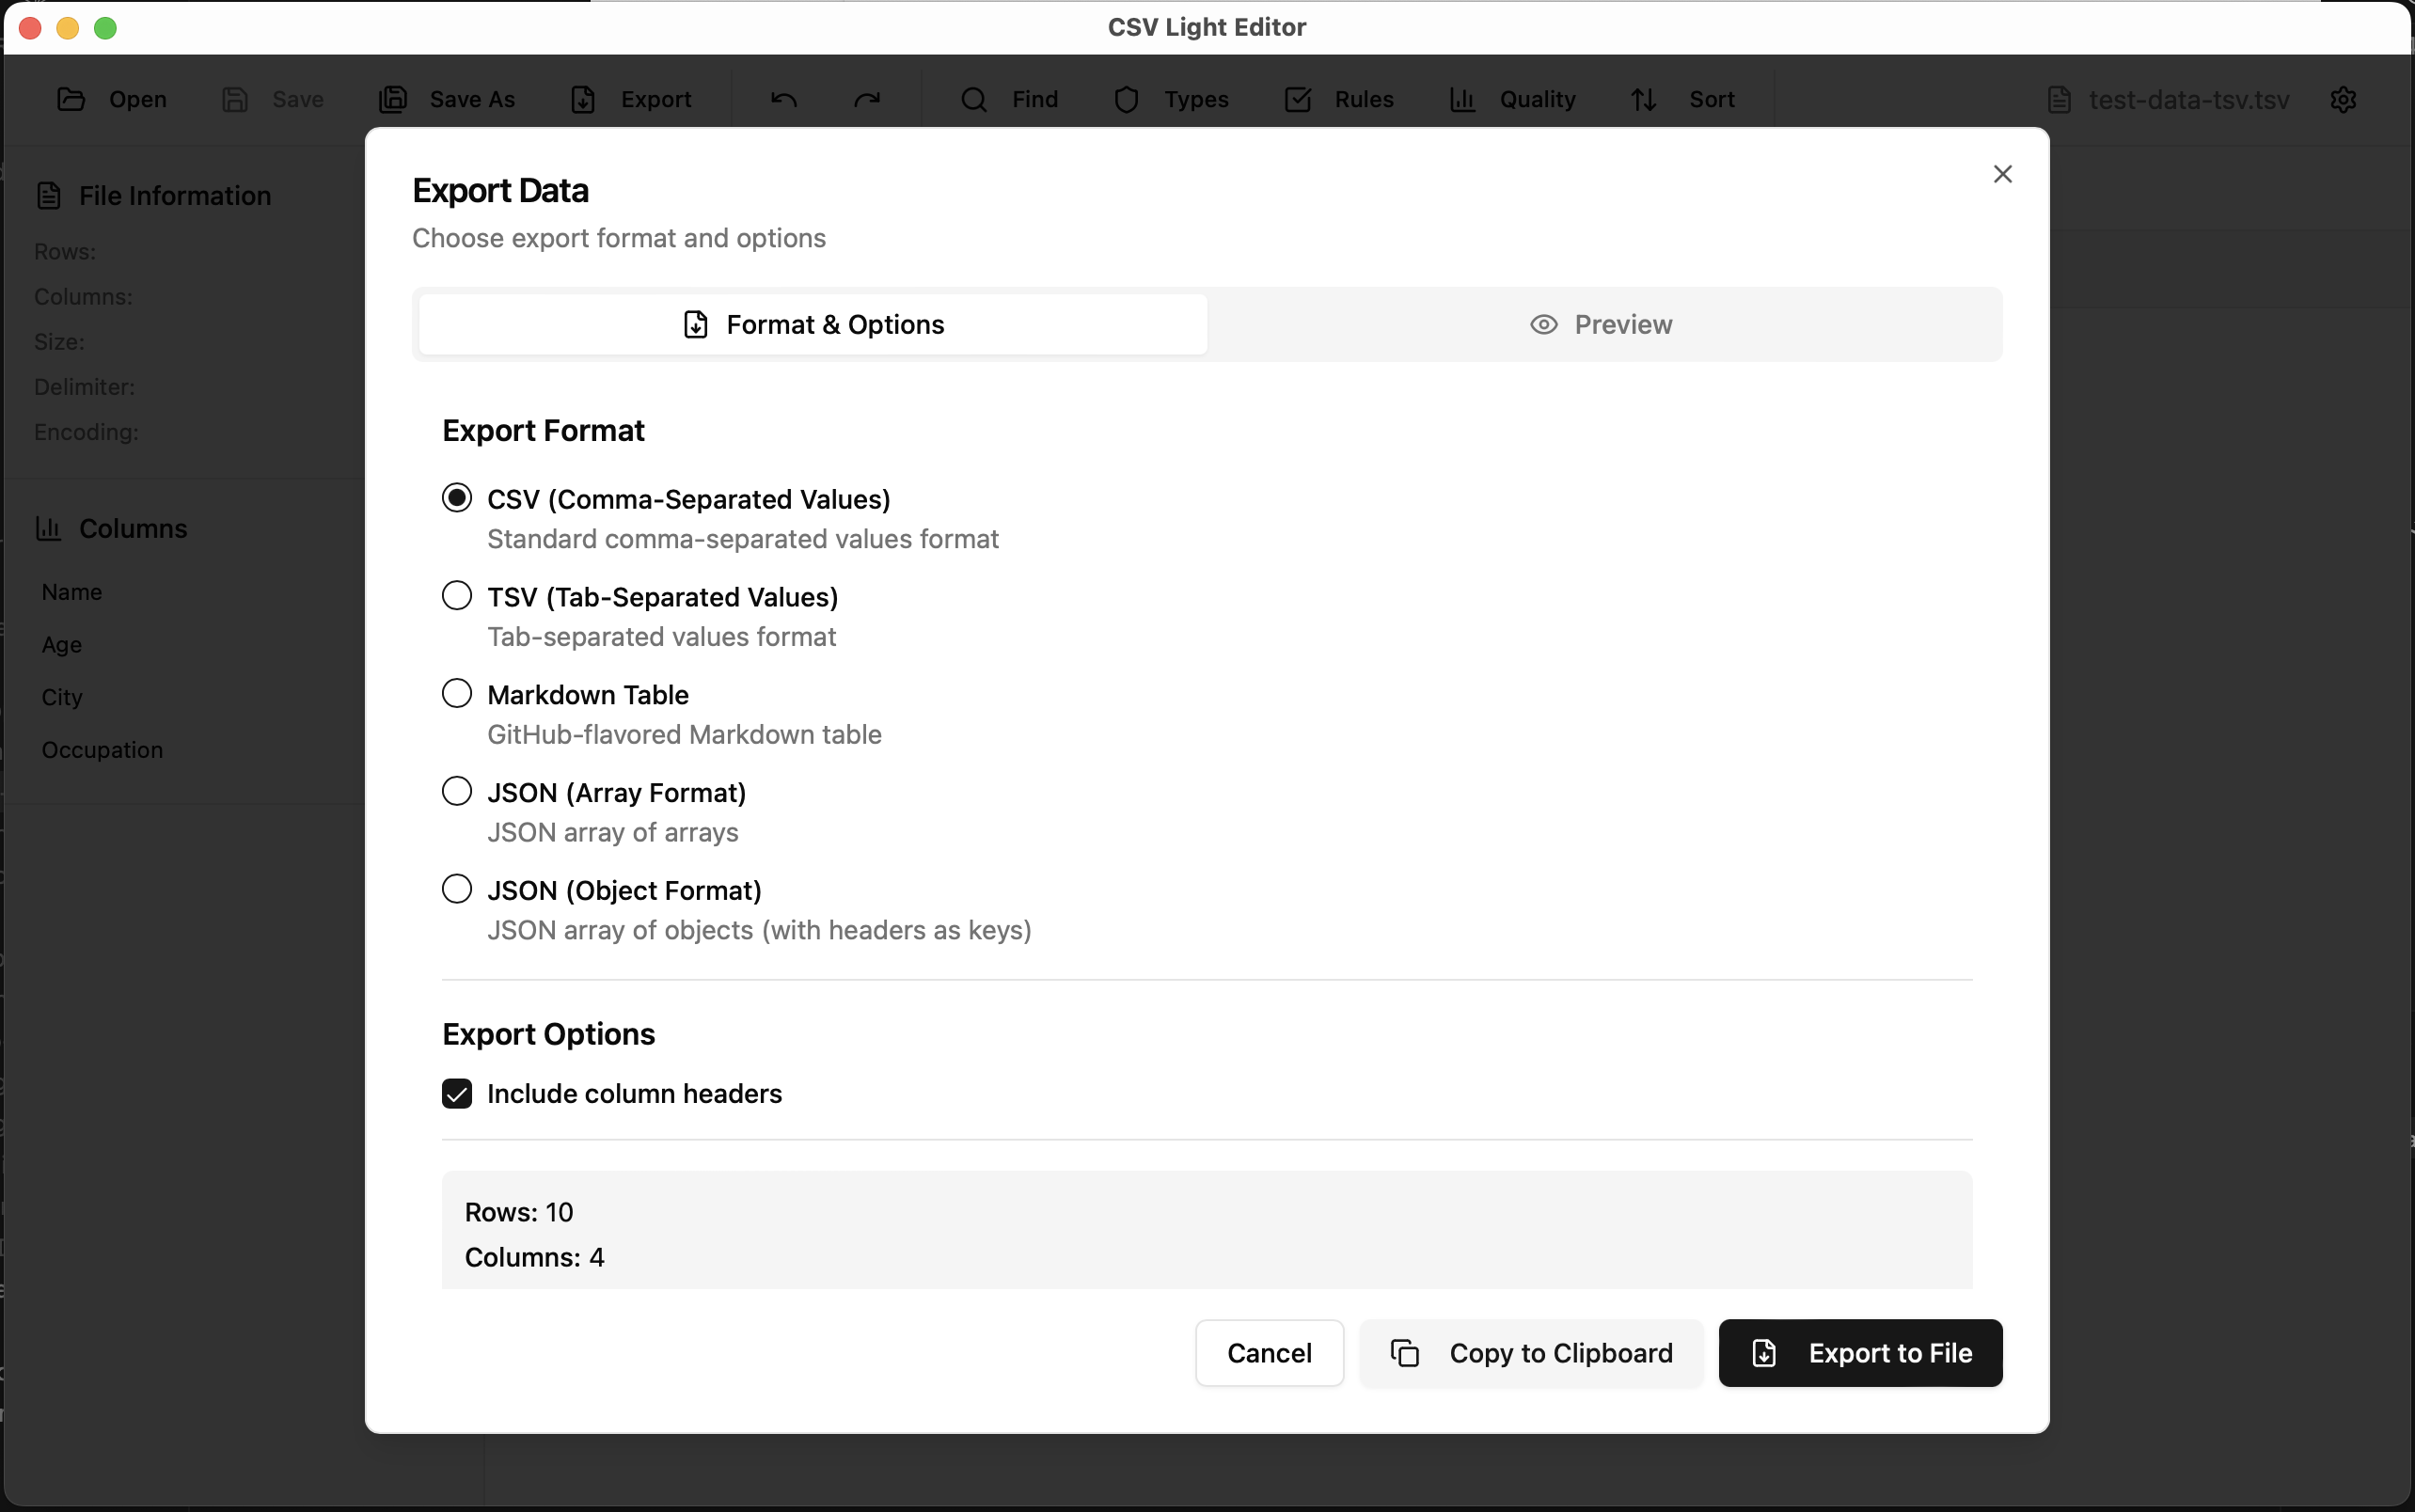 CSV Light Editor
Open Save Save As Export Find Types Rules Quality Sort test-data-tsv.tsv
File Information
Rows:
Columns:
Size:
Delimiter:
Encoding:
Columns
Name
Age
City
Occupation
Export Data
Choose export format and options
Format & Options Preview
Export Format
CSV (Comma-Separated Values)
Standard comma-separated values format
TSV (Tab-Separated Values)
Tab-separated values format
Markdown Table
GitHub-flavored Markdown table
JSON (Array Format)
JSON array of arrays
JSON (Object Format)
JSON array of objects (with headers as keys)
Export Options
Include column headers
Rows: 10
Columns: 4
Cancel Copy to Clipboard Export to File